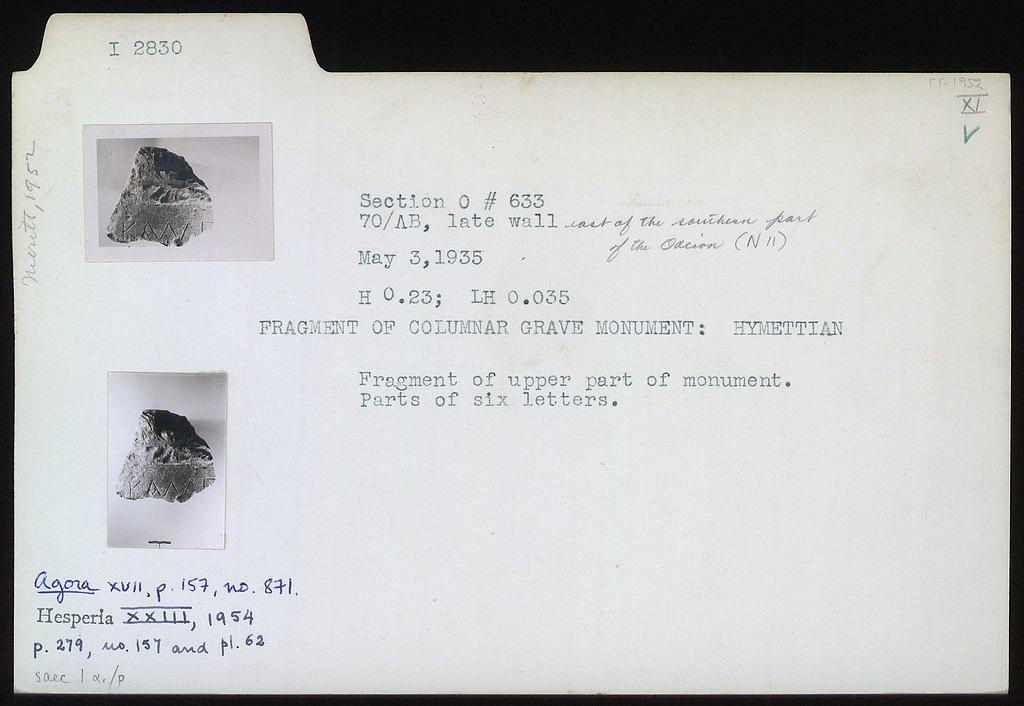 I 2830
1952
XI
Meritt, 1952
Section O # 633
70/ΛB, late wall east of the southern part
of the Odeion (N 11)
May 3, 1935
H 0.23; LH 0.035
FRAGMENT OF COLUMNAR GRAVE MONUMENT: HYMETTIAN
Fragment of upper part of monument.
Parts of six letters.
Agora XVII, p. 157, no. 871.
Hesperia XXIII, 1954
p. 279, no. 157 and pl. 62
saec I α./p